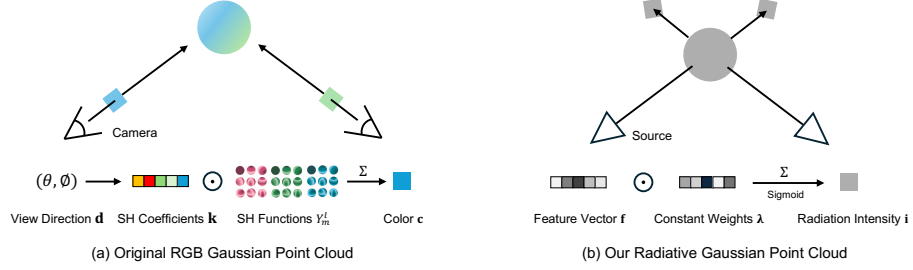 Camera
Source
(θ, ∅)
Σ
Σ
Sigmoid
View Direction d
SH Coefficients k
SH Functions Y_m^l
Color c
Feature Vector f
Constant Weights λ
Radiation Intensity i
(a) Original RGB Gaussian Point Cloud
(b) Our Radiative Gaussian Point Cloud